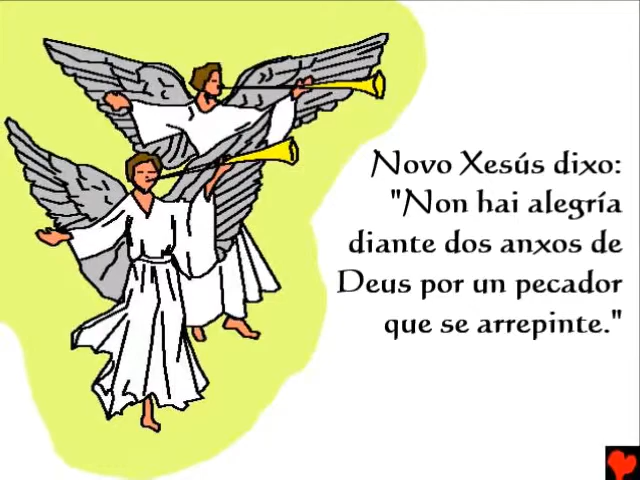 Novo Xesús dixo:
"Non hai alegría
diante dos anxos de
Deus por un pecador
que se arrepinte."